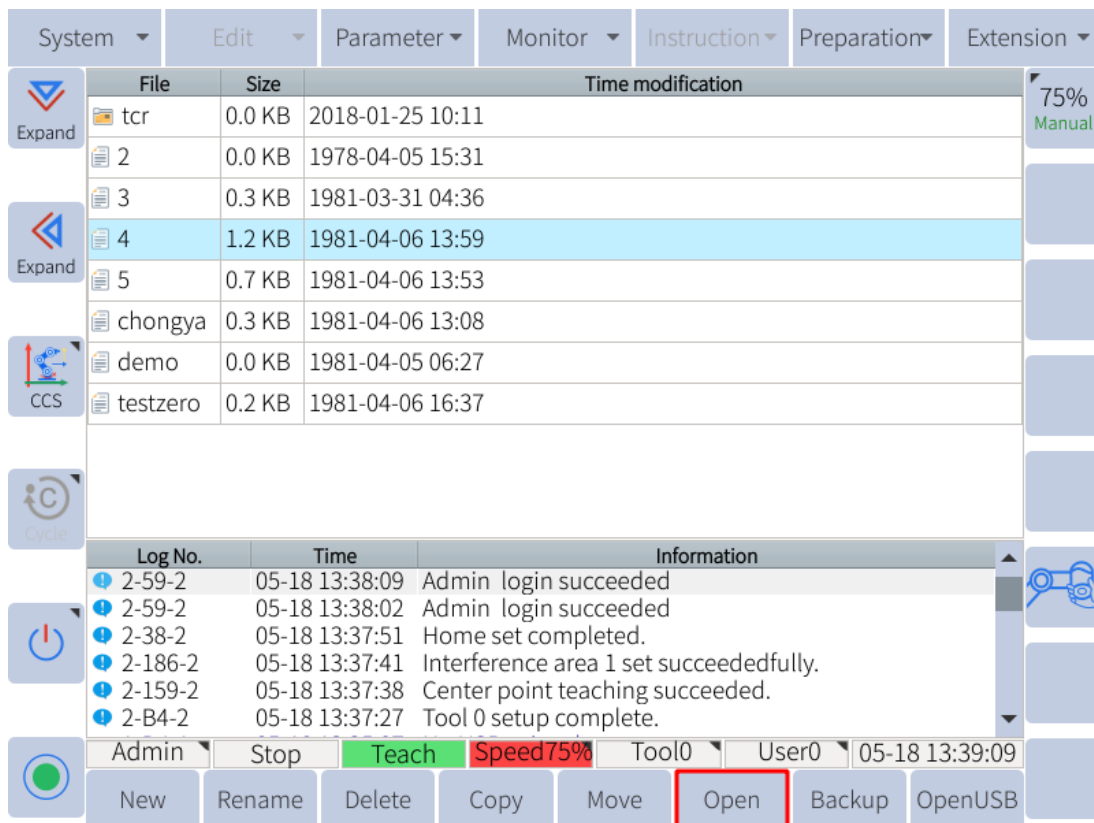 System Edit Parameter Monitor Instruction Preparation Extension
File Size Time modification
Expand
tcr 0.0 KB 2018-01-25 10:11
75%
Manual
2 0.0 KB 1978-04-05 15:31
3 0.3 KB 1981-03-31 04:36
4 1.2 KB 1981-04-06 13:59
Expand
5 0.7 KB 1981-04-06 13:53
chongya 0.3 KB 1981-04-06 13:08
demo 0.0 KB 1981-04-05 06:27
CCS
testzero 0.2 KB 1981-04-06 16:37
C
Cycle
Log No. Time Information
2-59-2 05-18 13:38:09 Admin login succeeded
2-59-2 05-18 13:38:02 Admin login succeeded
2-38-2 05-18 13:37:51 Home set completed.
2-186-2 05-18 13:37:41 Interference area 1 set succeededfully.
2-159-2 05-18 13:37:38 Center point teaching succeeded.
2-B4-2 05-18 13:37:27 Tool 0 setup complete.
Admin Stop Teach Speed75% Tool0 User0 05-18 13:39:09
New Rename Delete Copy Move Open Backup OpenUSB